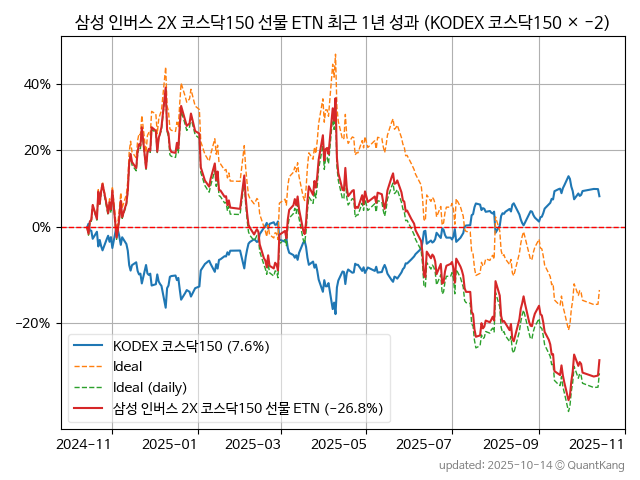 삼성 인버스 2X 코스닥150 선물 ETN 최근 1년 성과 (KODEX 코스닥150 × −2)
40%
20%
0%
−20%
KODEX 코스닥150 (7.6%)
Ideal
Ideal (daily)
삼성 인버스 2X 코스닥150 선물 ETN (−26.8%)
2024-11 2025-01 2025-03 2025-05 2025-07 2025-09 2025-11
updated: 2025-10-14 © QuantKang